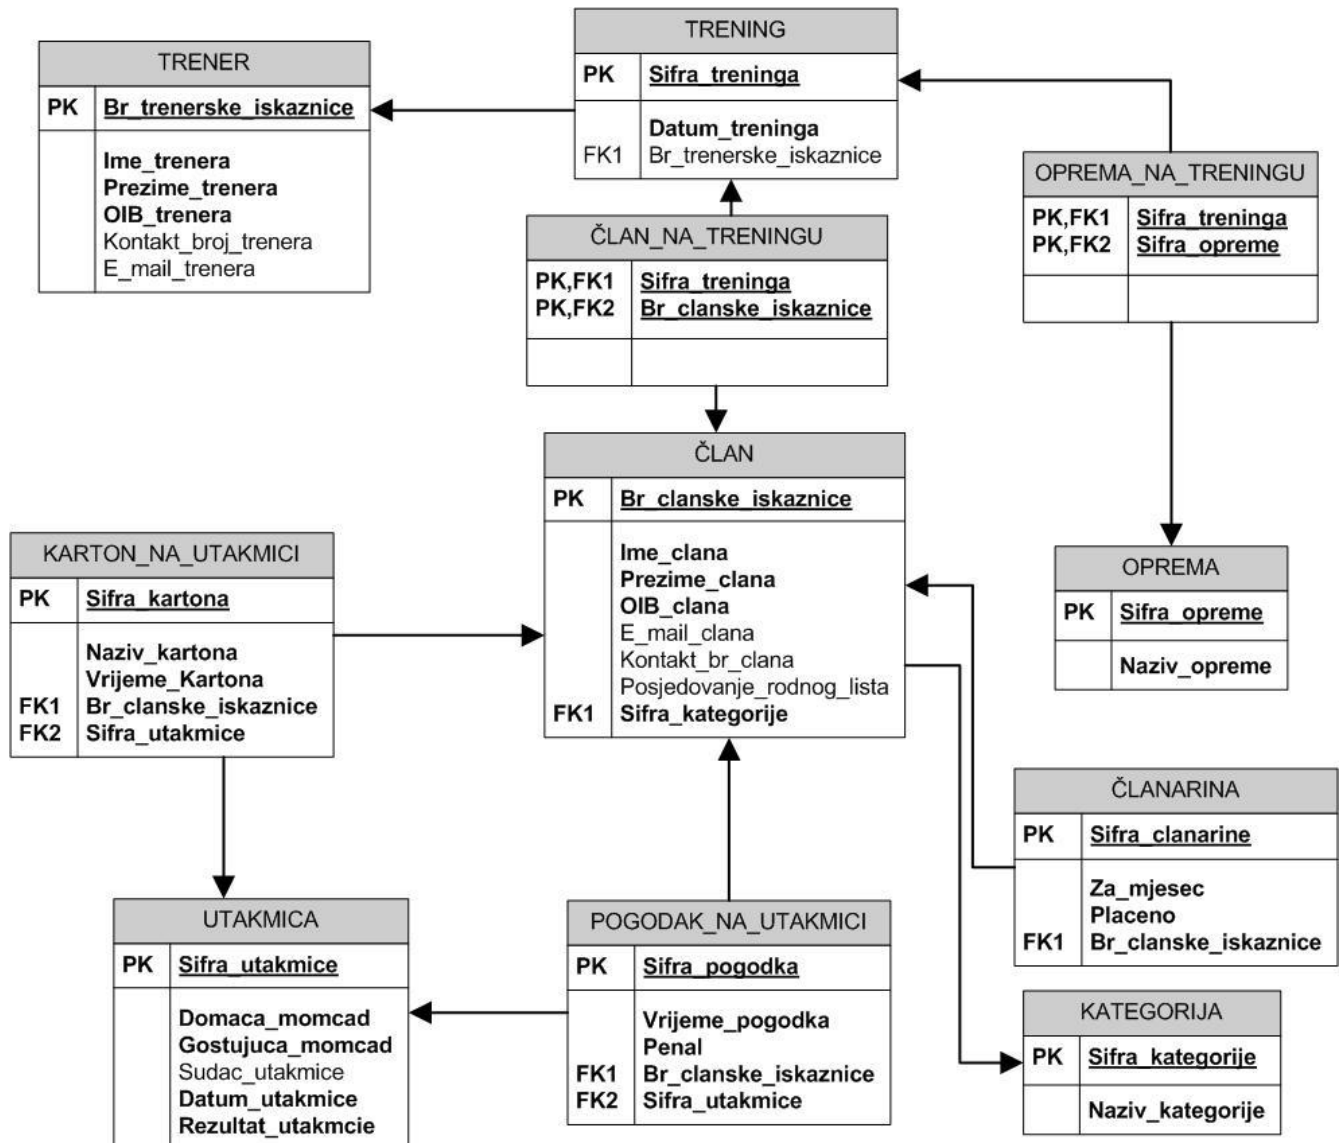 TRENER
PK Br_trenerske_iskaznice
Ime_trenera
Prezime_trenera
OIB_trenera
Kontakt_broj_trenera
E_mail_trenera
TRENING
PK Sifra_treninga
Datum_treninga
FK1 Br_trenerske_iskaznice
OPREMA_NA_TRENINGU
PK,FK1 Sifra_treninga
PK,FK2 Sifra_opreme
ČLAN_NA_TRENINGU
PK,FK1 Sifra_treninga
PK,FK2 Br_clanske_iskaznice
ČLAN
PK Br_clanske_iskaznice
Ime_clana
Prezime_clana
OIB_clana
E_mail_clana
Kontakt_br_clana
Posjedovanje_rodnog_lista
FK1 Sifra_kategorije
KARTON_NA_UTAKMICI
PK Sifra_kartona
Naziv_kartona
Vrijeme_Kartona
FK1 Br_clanske_iskaznice
FK2 Sifra_utakmice
OPREMA
PK Sifra_opreme
Naziv_opreme
ČLANARINA
PK Sifra_clanarine
Za_mjesec
Placeno
FK1 Br_clanske_iskaznice
UTAKMICA
PK Sifra_utakmice
Domaca_momcad
Gostujuca_momcad
Sudac_utakmice
Datum_utakmice
Rezultat_utakmcie
POGODAK_NA_UTAKMICI
PK Sifra_pogodka
Vrijeme_pogodka
Penal
FK1 Br_clanske_iskaznice
FK2 Sifra_utakmice
KATEGORIJA
PK Sifra_kategorije
Naziv_kategorije